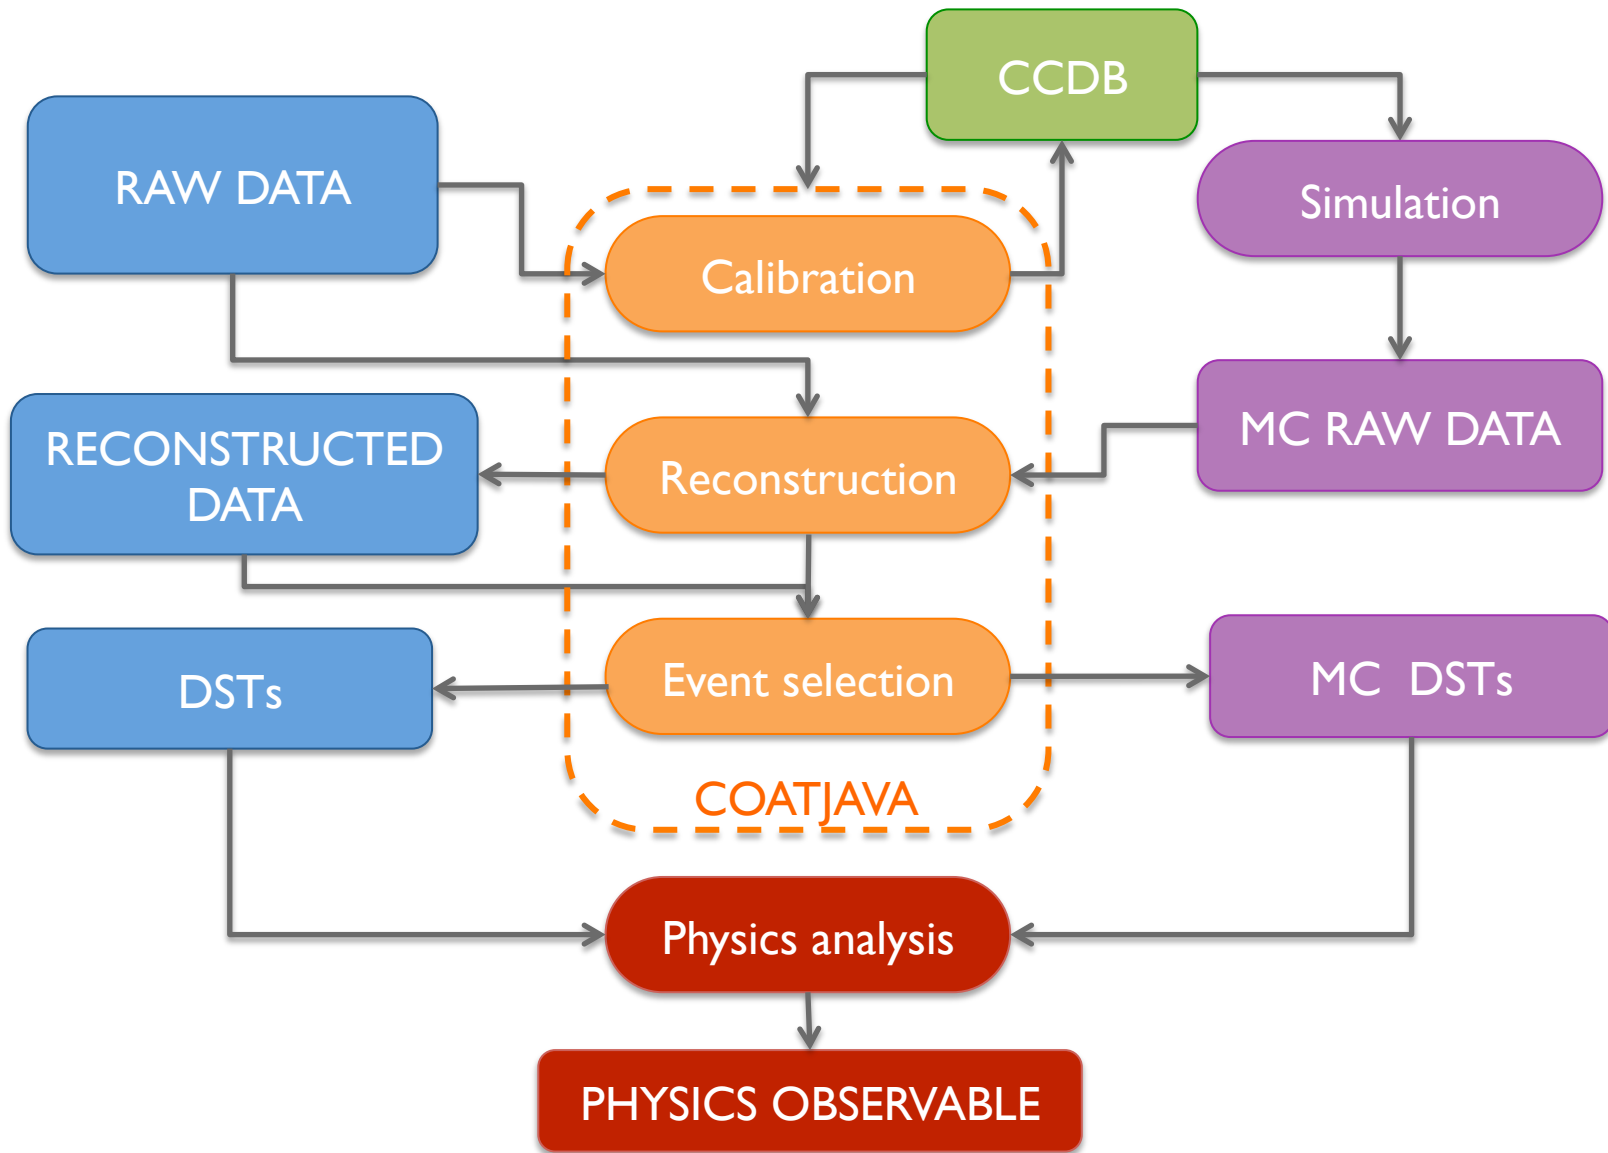 CCDB
RAW DATA
Simulation
Calibration
MC RAW DATA
RECONSTRUCTED
DATA
Reconstruction
DSTs
Event selection
MC DSTs
COATJAVA
Physics analysis
PHYSICS OBSERVABLE